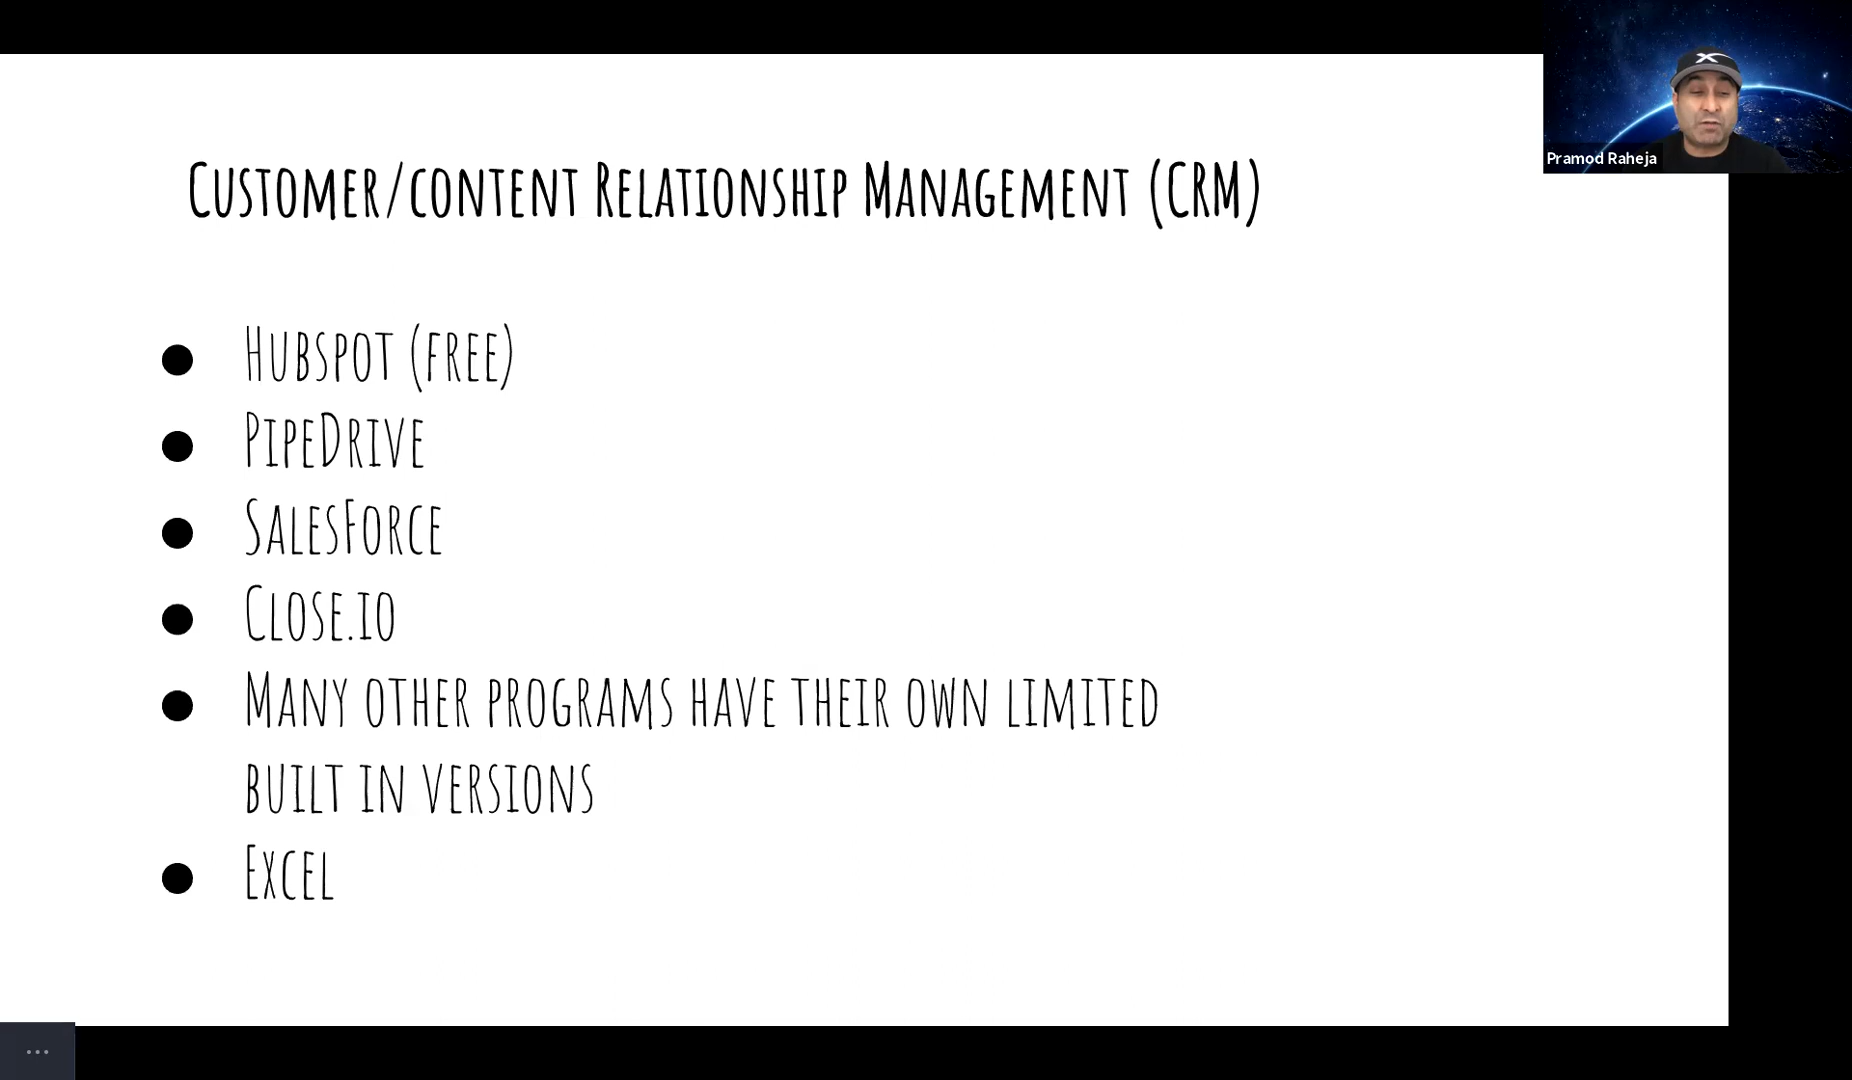 Pramod Raheja
Customer/content Relationship Management (CRM)
● Hubspot (free)
● PipeDrive
● SalesForce
● Close.io
● Many other programs have their own limited
built in versions
● Excel